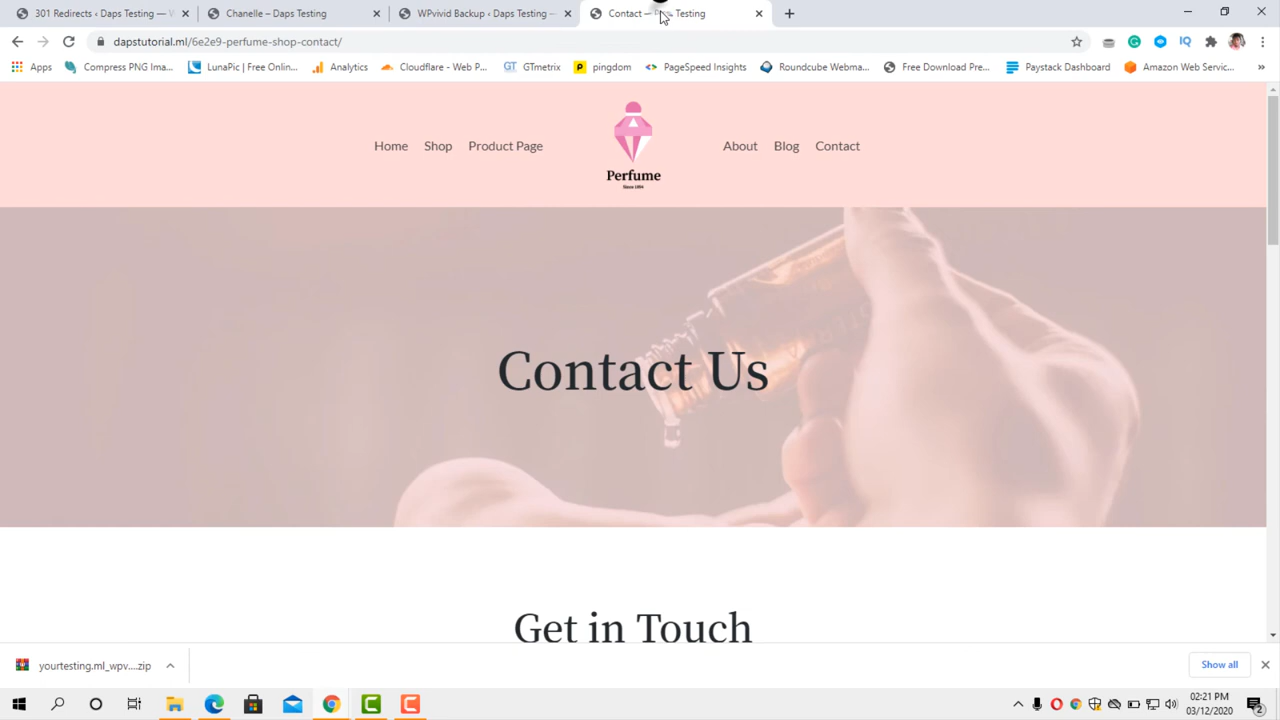 301 Redirects ‹ Daps Testing — W
Chanelle – Daps Testing
WPvivid Backup ‹ Daps Testing —
Contact – Testing
dapstutorial.ml/6e2e9-perfume-shop-contact/
Apps
Compress PNG Ima...
LunaPic | Free Onlin...
Analytics
Cloudflare - Web P...
GTmetrix
pingdom
PageSpeed Insights
Roundcube Webma...
Free Download Pre...
Paystack Dashboard
Amazon Web Servic...
»
Home
Shop
Product Page
Perfume
Since 1984
About
Blog
Contact
Contact Us
Get in Touch
yourtesting.ml_wpv....zip
Show all
02:21 PM
03/12/2020
2